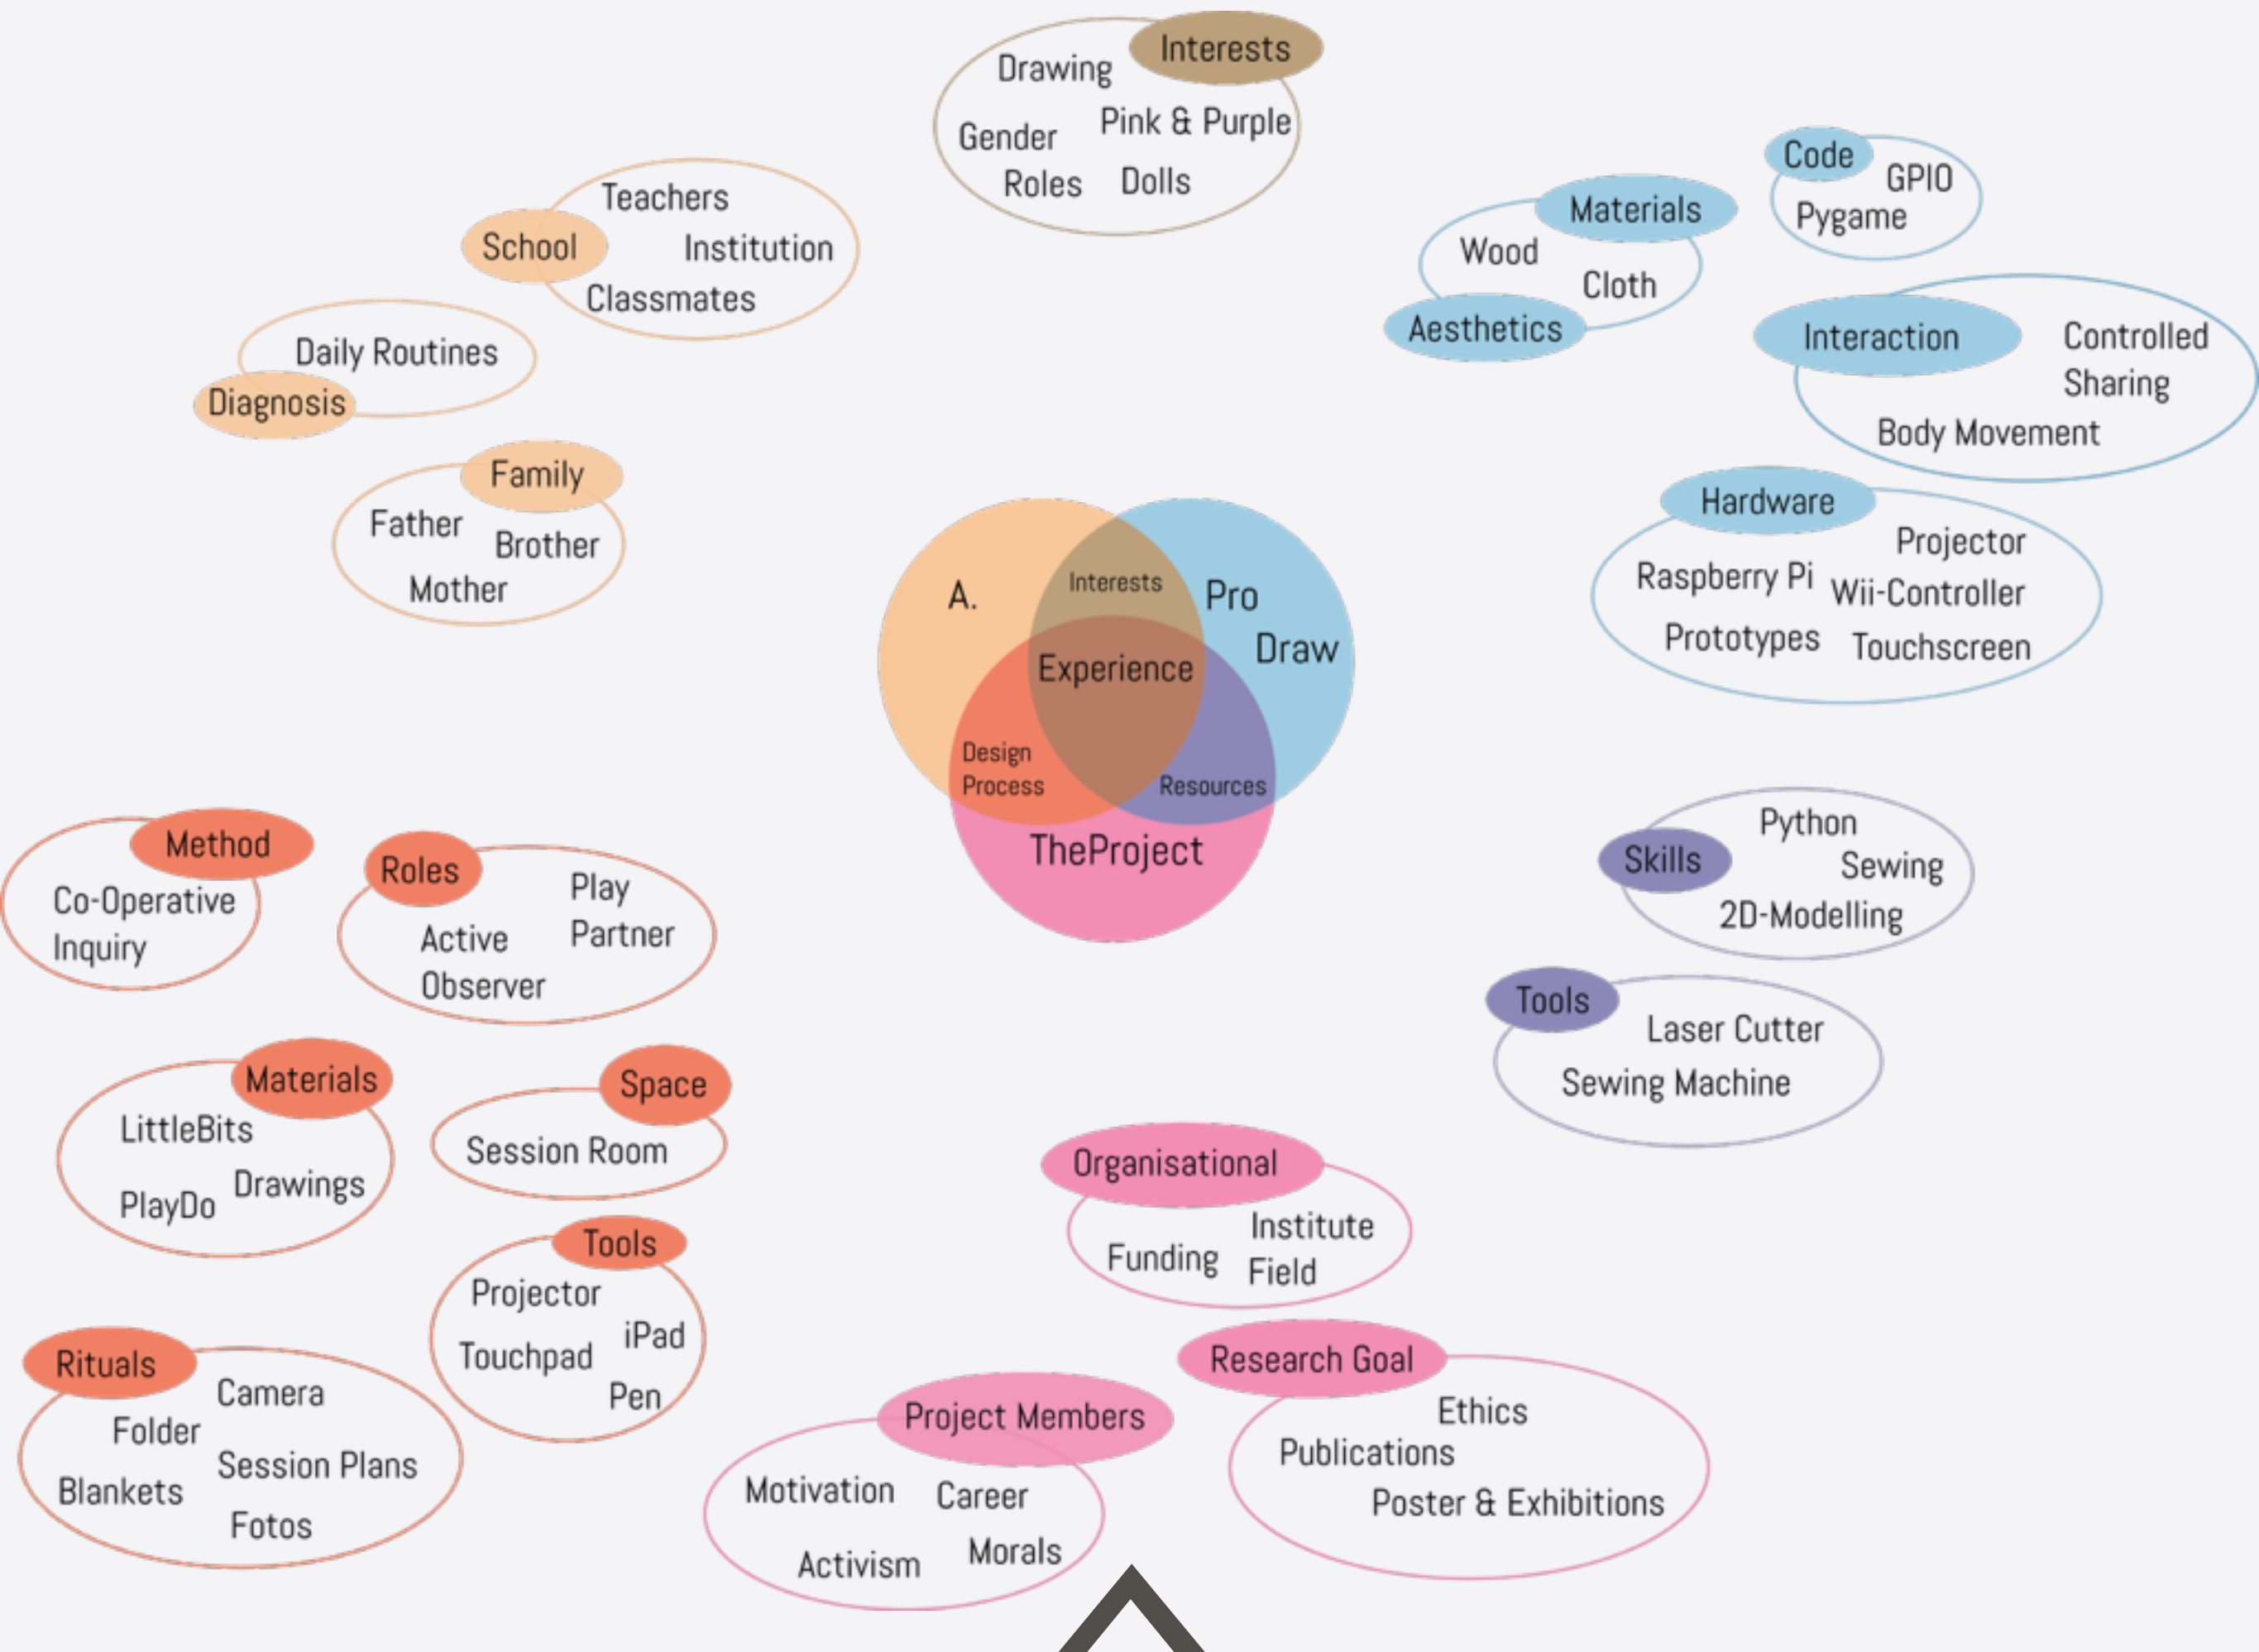 Interests
Drawing
Pink & Purple
Gender
Roles
Dolls
School
Teachers
Institution
Classmates
Daily Routines
Diagnosis
Family
Father
Brother
Mother
Materials
Wood
Cloth
Aesthetics
Code
GPIO
Pygame
Interaction
Controlled
Sharing
Body Movement
Hardware
Projector
Raspberry Pi
Wii-Controller
Prototypes
Touchscreen
A.
Interests
Pro
Draw
Experience
Design
Process
Resources
TheProject
Method
Co-Operative
Inquiry
Roles
Play
Partner
Active
Observer
Materials
LittleBits
Drawings
PlayDo
Space
Session Room
Tools
Projector
iPad
Touchpad
Pen
Rituals
Camera
Folder
Session Plans
Blankets
Fotos
Skills
Python
Sewing
2D-Modelling
Tools
Laser Cutter
Sewing Machine
Organisational
Institute
Funding
Field
Research Goal
Ethics
Publications
Poster & Exhibitions
Project Members
Motivation
Career
Activism
Morals